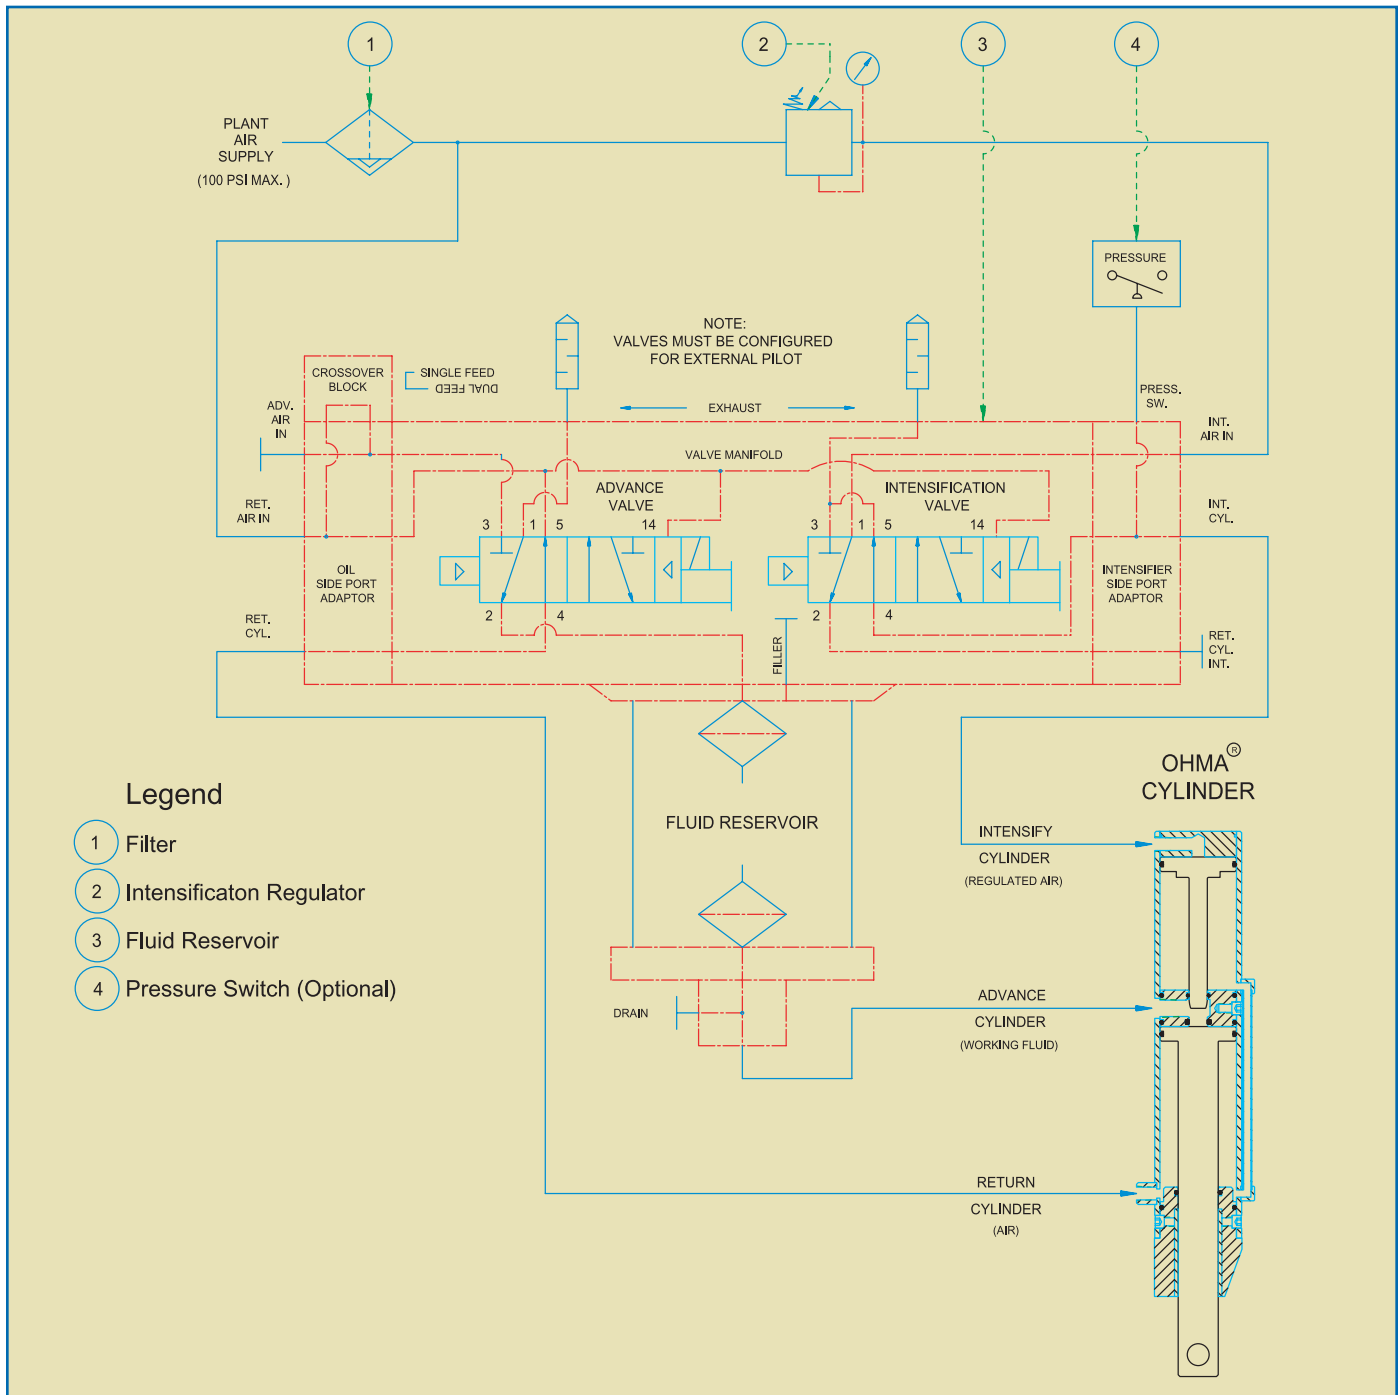 1
2
3
4
PLANT
AIR
SUPPLY
(100 PSI MAX. )
PRESSURE
NOTE:
VALVES MUST BE CONFIGURED
FOR EXTERNAL PILOT
CROSSOVER
BLOCK
SINGLE FEED
DUAL FEED
EXHAUST
PRESS.
SW.
ADV.
AIR
IN
INT.
AIR IN
VALVE MANIFOLD
ADVANCE
VALVE
INTENSIFICATION
VALVE
RET.
AIR IN
INT.
CYL.
3
1
5
14
3
1
5
14
OIL
SIDE PORT
ADAPTOR
INTENSIFIER
SIDE PORT
ADAPTOR
2
4
2
4
RET.
CYL.
FILLER
RET.
CYL.
INT.
OHMA®
CYLINDER
FLUID RESERVOIR
Legend
1 Filter
2 Intensificaton Regulator
3 Fluid Reservoir
4 Pressure Switch (Optional)
INTENSIFY
CYLINDER
(REGULATED AIR)
DRAIN
ADVANCE
CYLINDER
(WORKING FLUID)
RETURN
CYLINDER
(AIR)